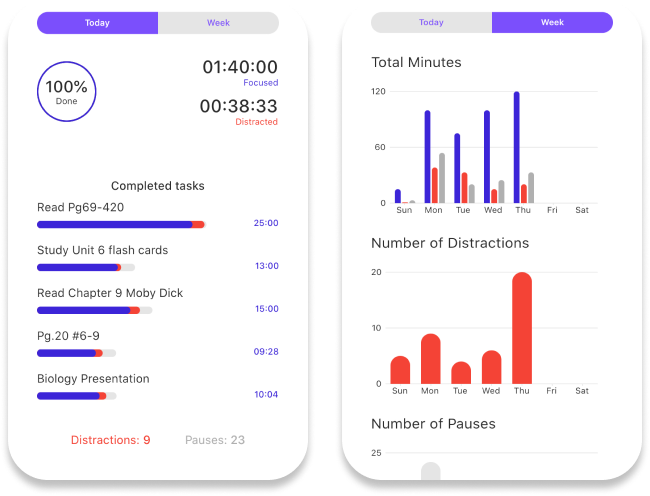 Today Week
100%
Done
01:40:00
Focused
00:38:33
Distracted
Completed tasks
Read Pg69-420
25:00
Study Unit 6 flash cards
13:00
Read Chapter 9 Moby Dick
15:00
Pg.20 #6-9
09:28
Biology Presentation
10:04
Distractions: 9 Pauses: 23
Today Week
Total Minutes
120
60
0
Sun Mon Tue Wed Thu Fri Sat
Number of Distractions
20
10
0
Sun Mon Tue Wed Thu Fri Sat
Number of Pauses
25